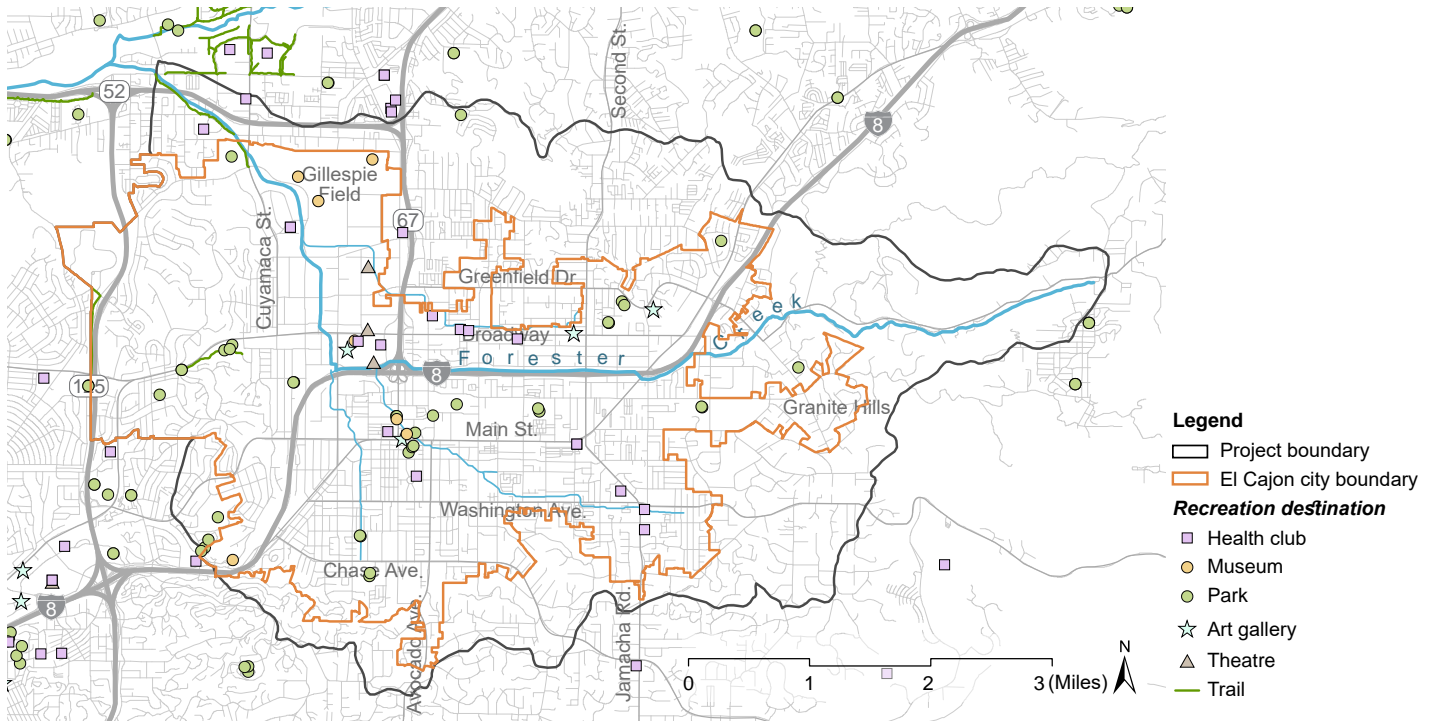 Second St.
52
8
Gillespie
Field
67
Cuyamaca St.
Greenfield Dr
Creek
Broadway
Forester
8
Granite Hills
Main St.
Washington Ave.
Chase Ave.
8
Avocado Ave.
Jamacha Rd.
N
0 1 2 3 (Miles)
Legend
Project boundary
El Cajon city boundary
Recreation destination
Health club
Museum
Park
Art gallery
Theatre
Trail